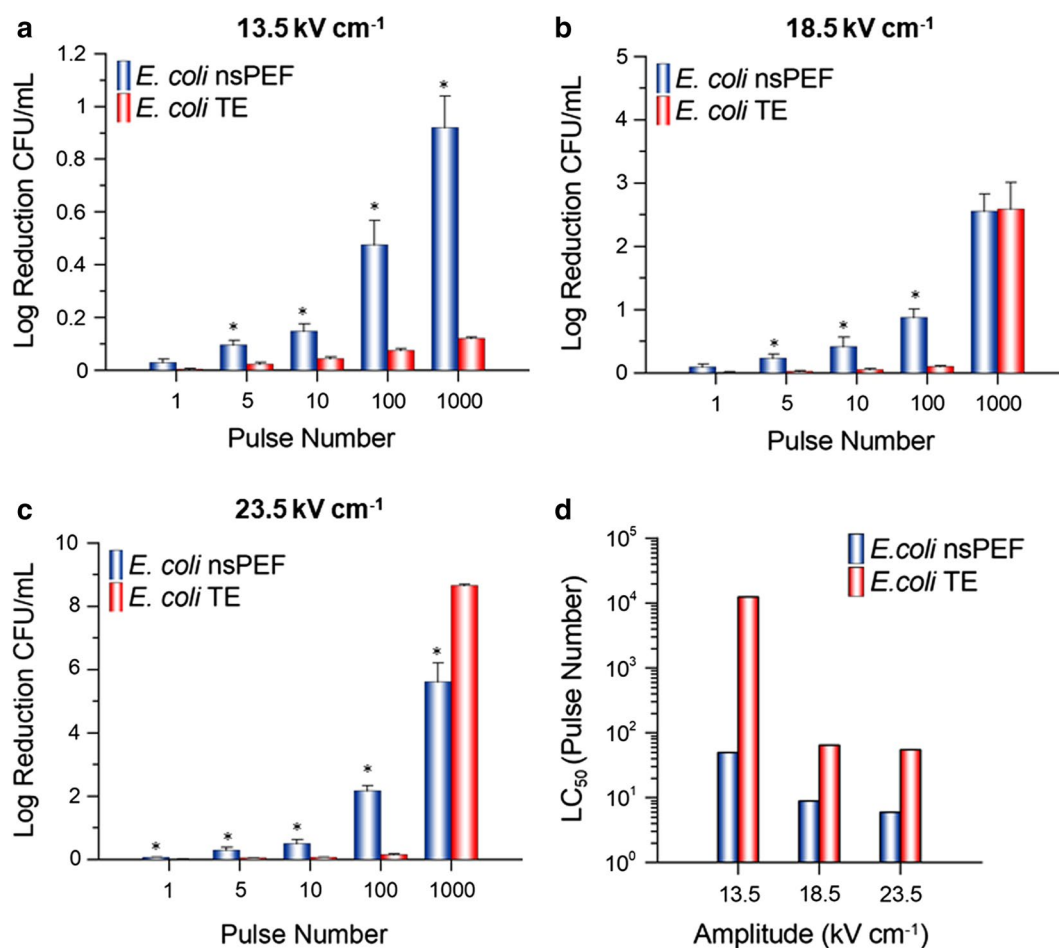 a
13.5 kV cm⁻¹
Log Reduction CFU/mL
1.2
1
0.8
0.6
0.4
0.2
0
E. coli nsPEF
E. coli TE
*
*
*
*
1 5 10 100 1000
Pulse Number
b
18.5 kV cm⁻¹
Log Reduction CFU/mL
5
4
3
2
1
0
E. coli nsPEF
E. coli TE
*
*
*
1 5 10 100 1000
Pulse Number
c
23.5 kV cm⁻¹
Log Reduction CFU/mL
10
8
6
4
2
0
E. coli nsPEF
E. coli TE
*
*
*
*
*
1 5 10 100 1000
Pulse Number
d
LC₅₀ (Pulse Number)
10⁵
10⁴
10³
10²
10¹
10⁰
E.coli nsPEF
E.coli TE
13.5 18.5 23.5
Amplitude (kV cm⁻¹)